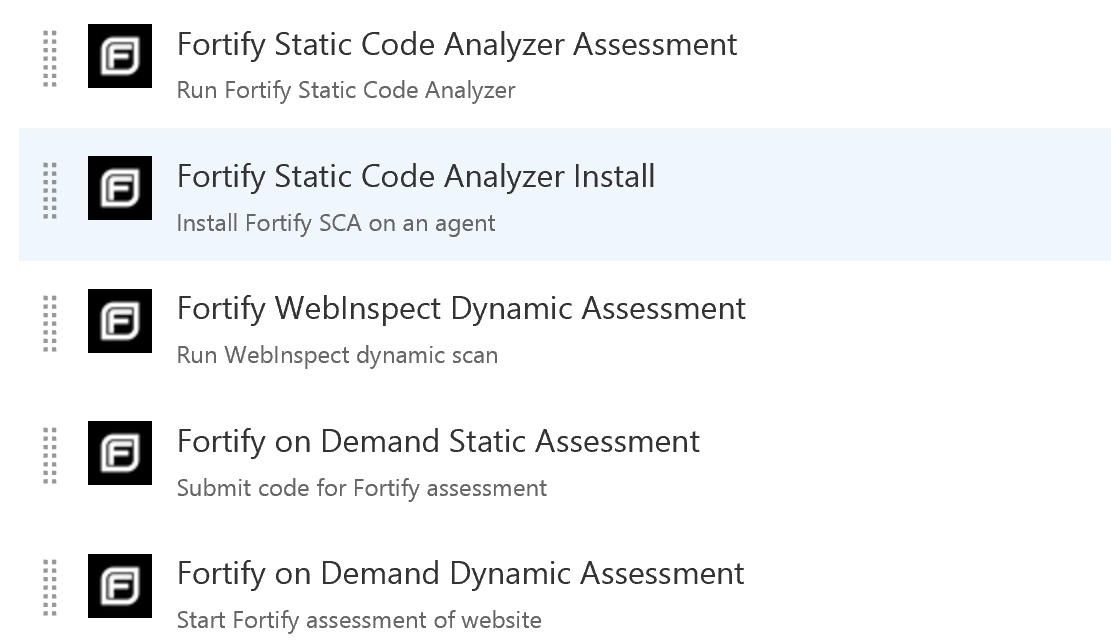 Fortify Static Code Analyzer Assessment
Run Fortify Static Code Analyzer
Fortify Static Code Analyzer Install
Install Fortify SCA on an agent
Fortify WebInspect Dynamic Assessment
Run WebInspect dynamic scan
Fortify on Demand Static Assessment
Submit code for Fortify assessment
Fortify on Demand Dynamic Assessment
Start Fortify assessment of website